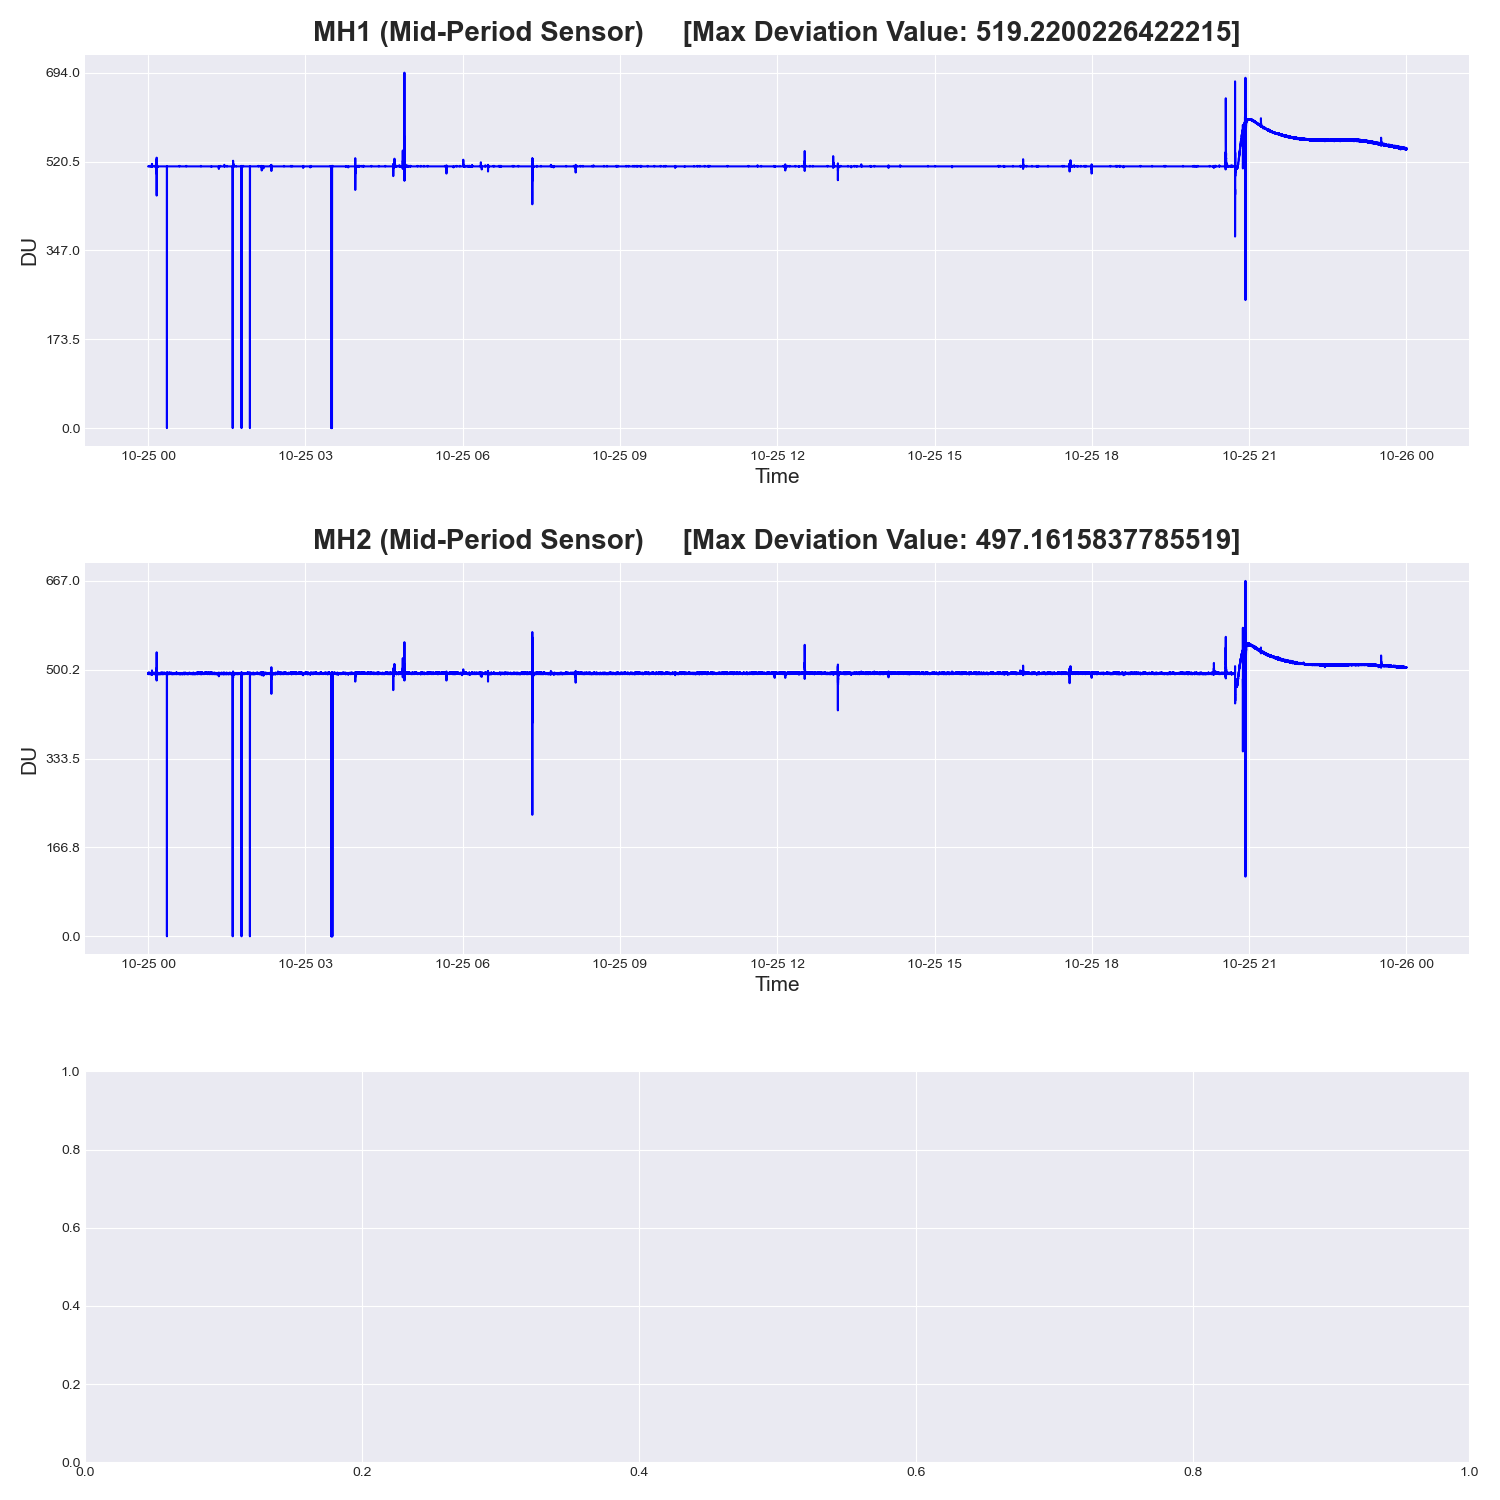 MH1 (Mid-Period Sensor) [Max Deviation Value: 519.2200226422215]
694.0
520.5
347.0
173.5
0.0
DU
10-25 00 10-25 03 10-25 06 10-25 09 10-25 12 10-25 15 10-25 18 10-25 21 10-26 00
Time
MH2 (Mid-Period Sensor) [Max Deviation Value: 497.1615837785519]
667.0
500.2
333.5
166.8
0.0
DU
10-25 00 10-25 03 10-25 06 10-25 09 10-25 12 10-25 15 10-25 18 10-25 21 10-26 00
Time
1.0
0.8
0.6
0.4
0.2
0.0
0.0 0.2 0.4 0.6 0.8 1.0